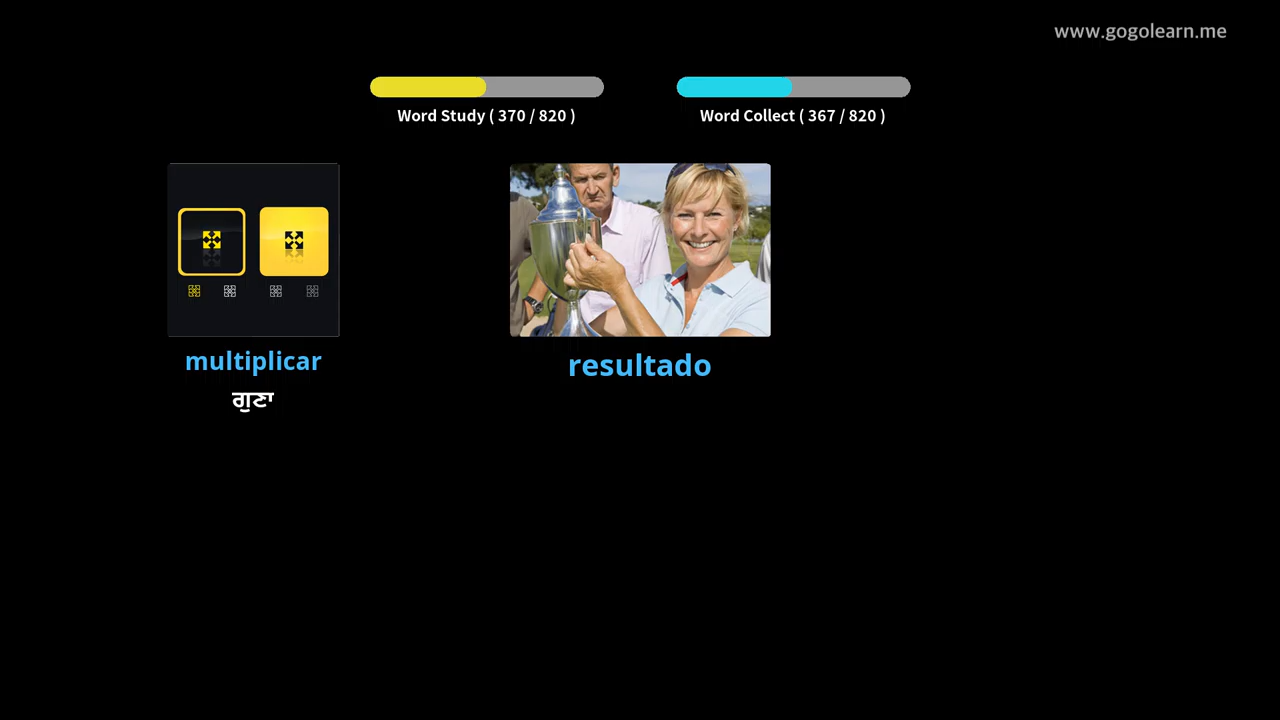 www.gogolearn.me
Word Study ( 370 / 820 )
Word Collect ( 367 / 820 )
multiplicar
resultado
ਗੁਣਾ